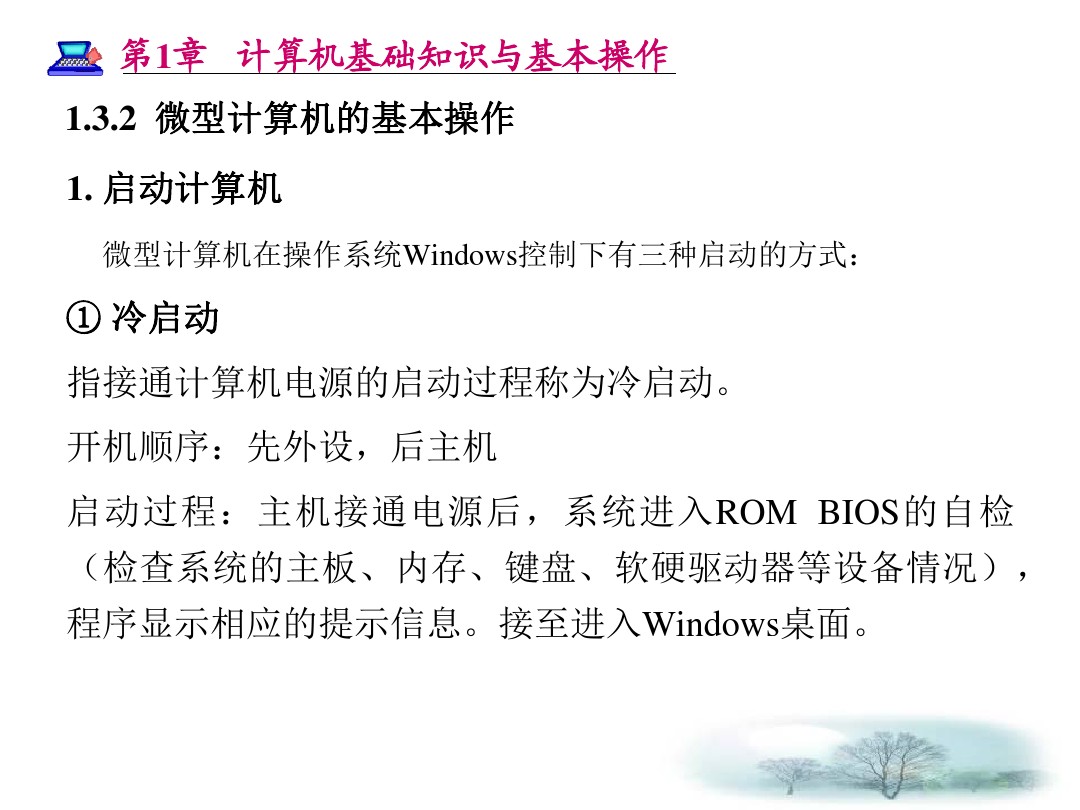 第1章 计算机基础知识与基本操作
1.3.2 微型计算机的基本操作
1. 启动计算机
微型计算机在操作系统Windows控制下有三种启动的方式：
① 冷启动
指接通计算机电源的启动过程称为冷启动。
开机顺序：先外设，后主机
启动过程：主机接通电源后，系统进入ROM BIOS的自检
（检查系统的主板、内存、键盘、软硬驱动器等设备情况），
程序显示相应的提示信息。接至进入Windows桌面。